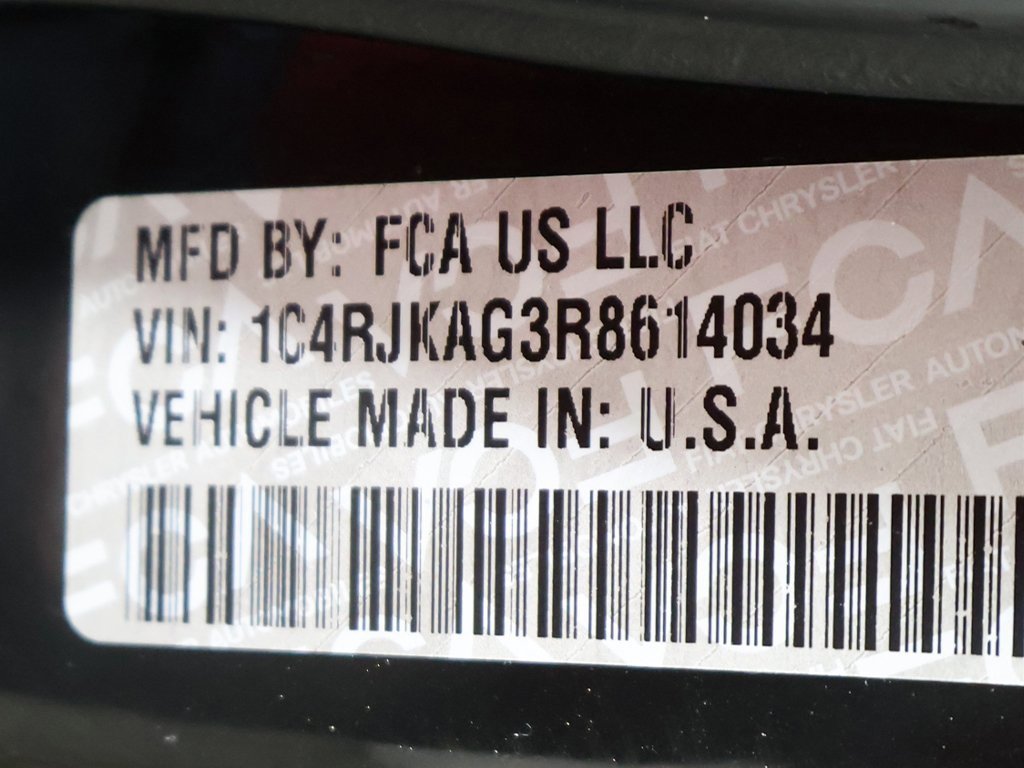 MFD BY: FCA US LLC
VIN: 1C4RJKAG3R8614034
VEHICLE MADE IN: U.S.A.